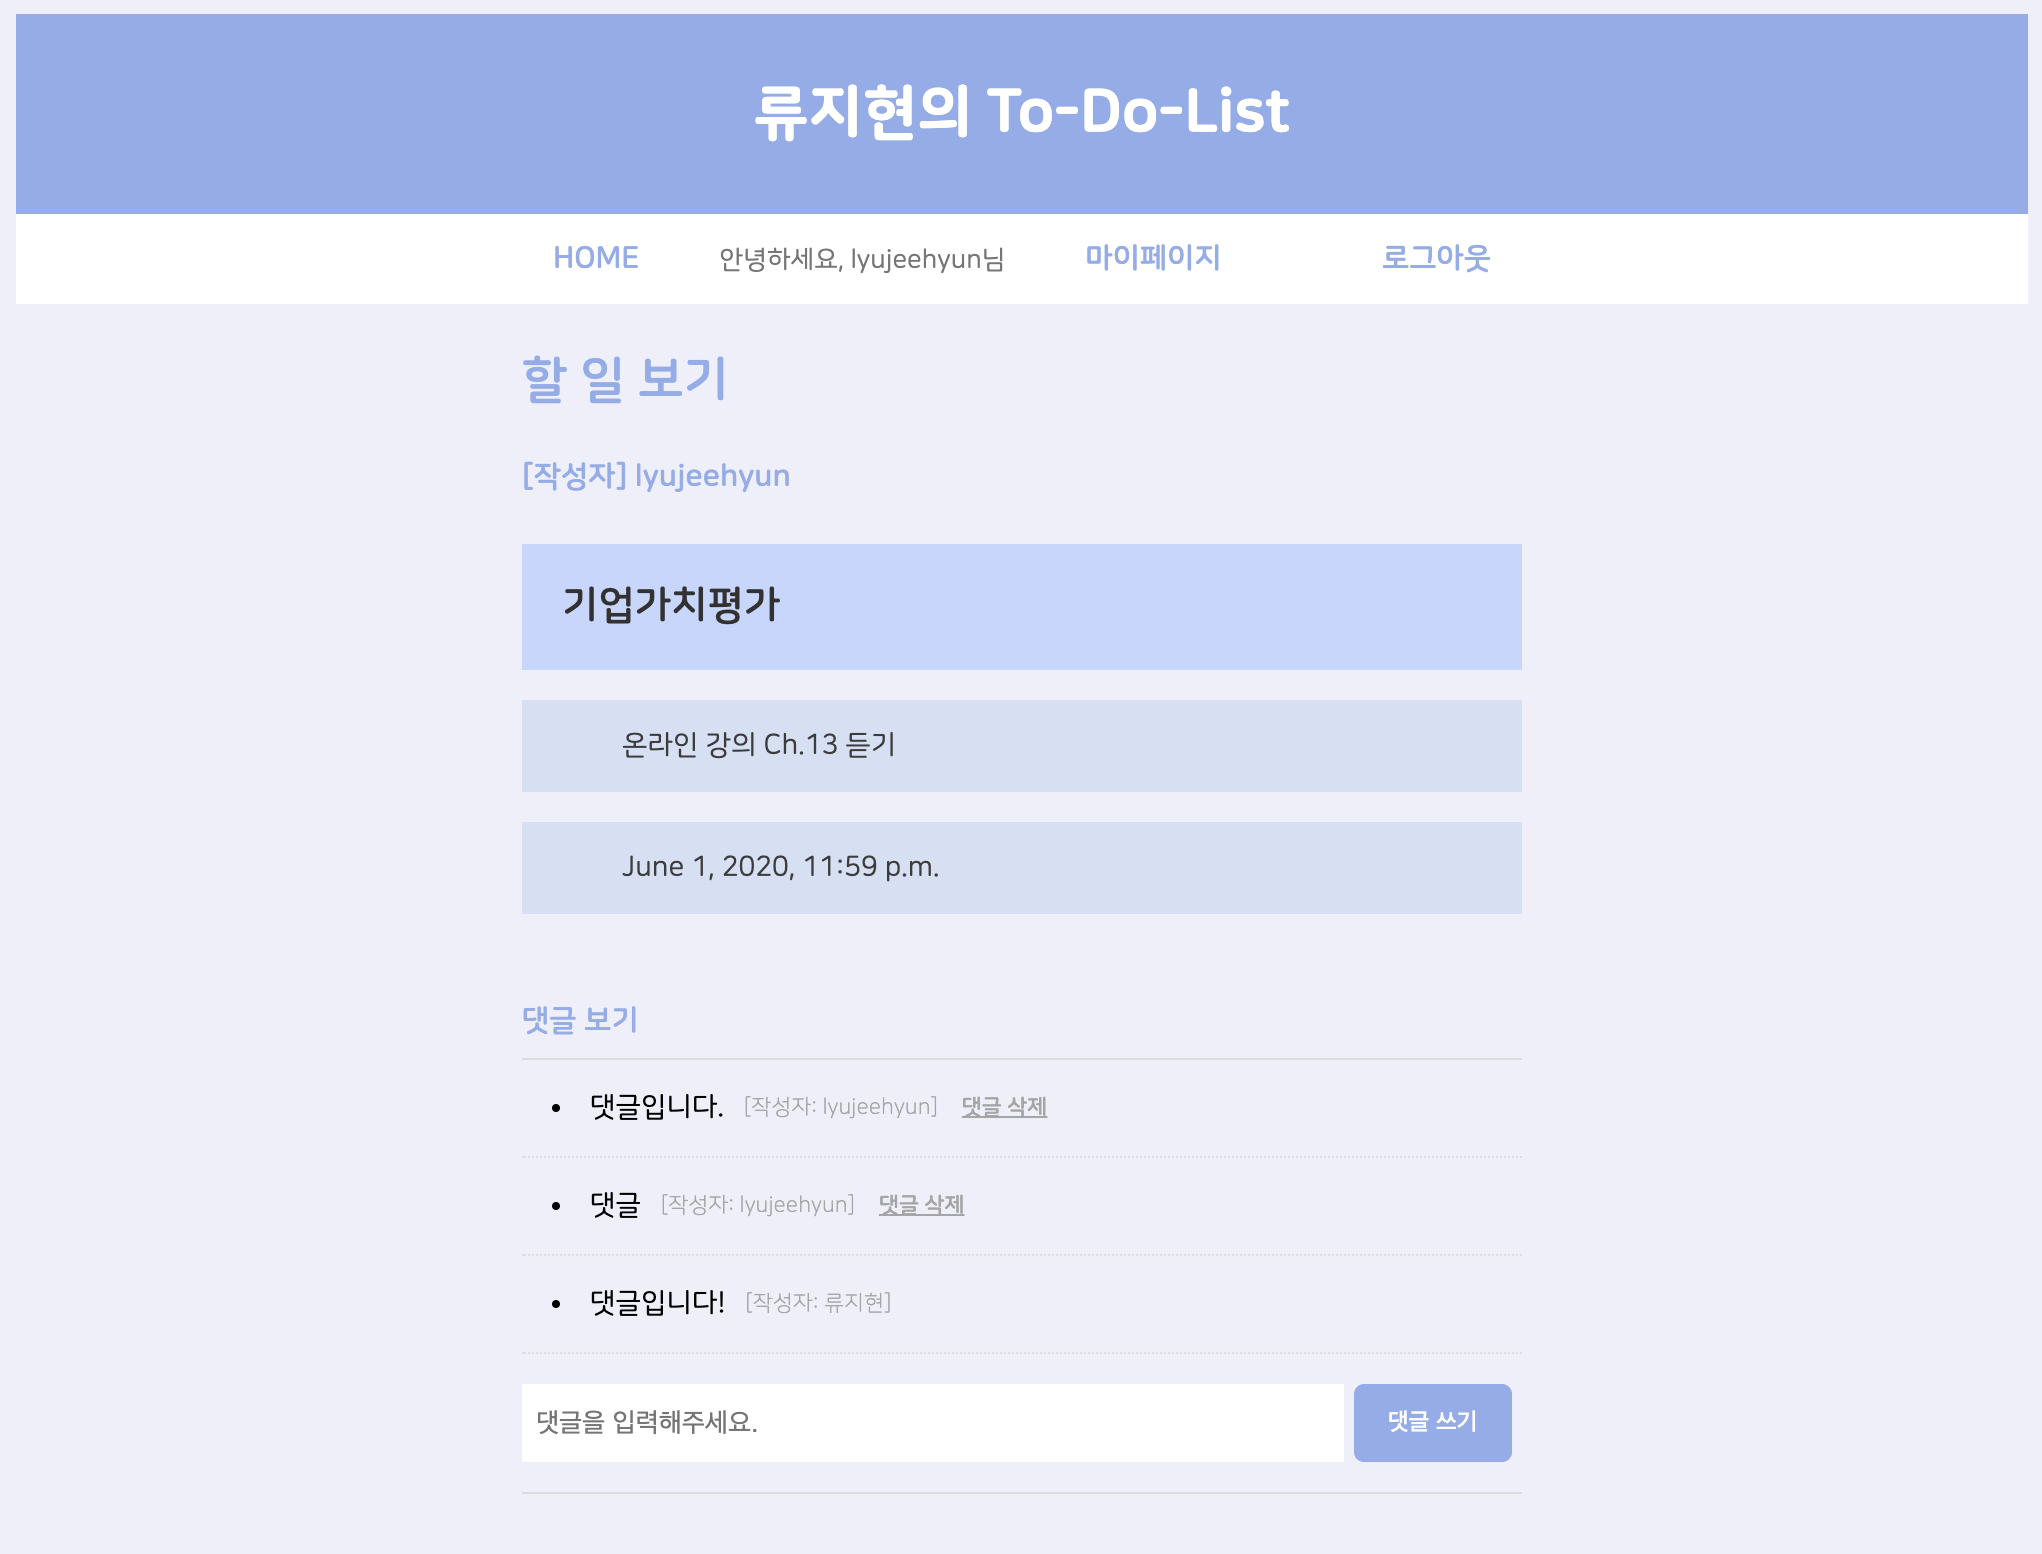 류지현의 To-Do-List
HOME 안녕하세요, lyujeehyun님 마이페이지 로그아웃
할 일 보기
[작성자] lyujeehyun
기업가치평가
온라인 강의 Ch.13 듣기
June 1, 2020, 11:59 p.m.
댓글 보기
• 댓글입니다. [작성자: lyujeehyun] 댓글 삭제
• 댓글 [작성자: lyujeehyun] 댓글 삭제
• 댓글입니다! [작성자: 류지현]
댓글을 입력해주세요. 댓글 쓰기